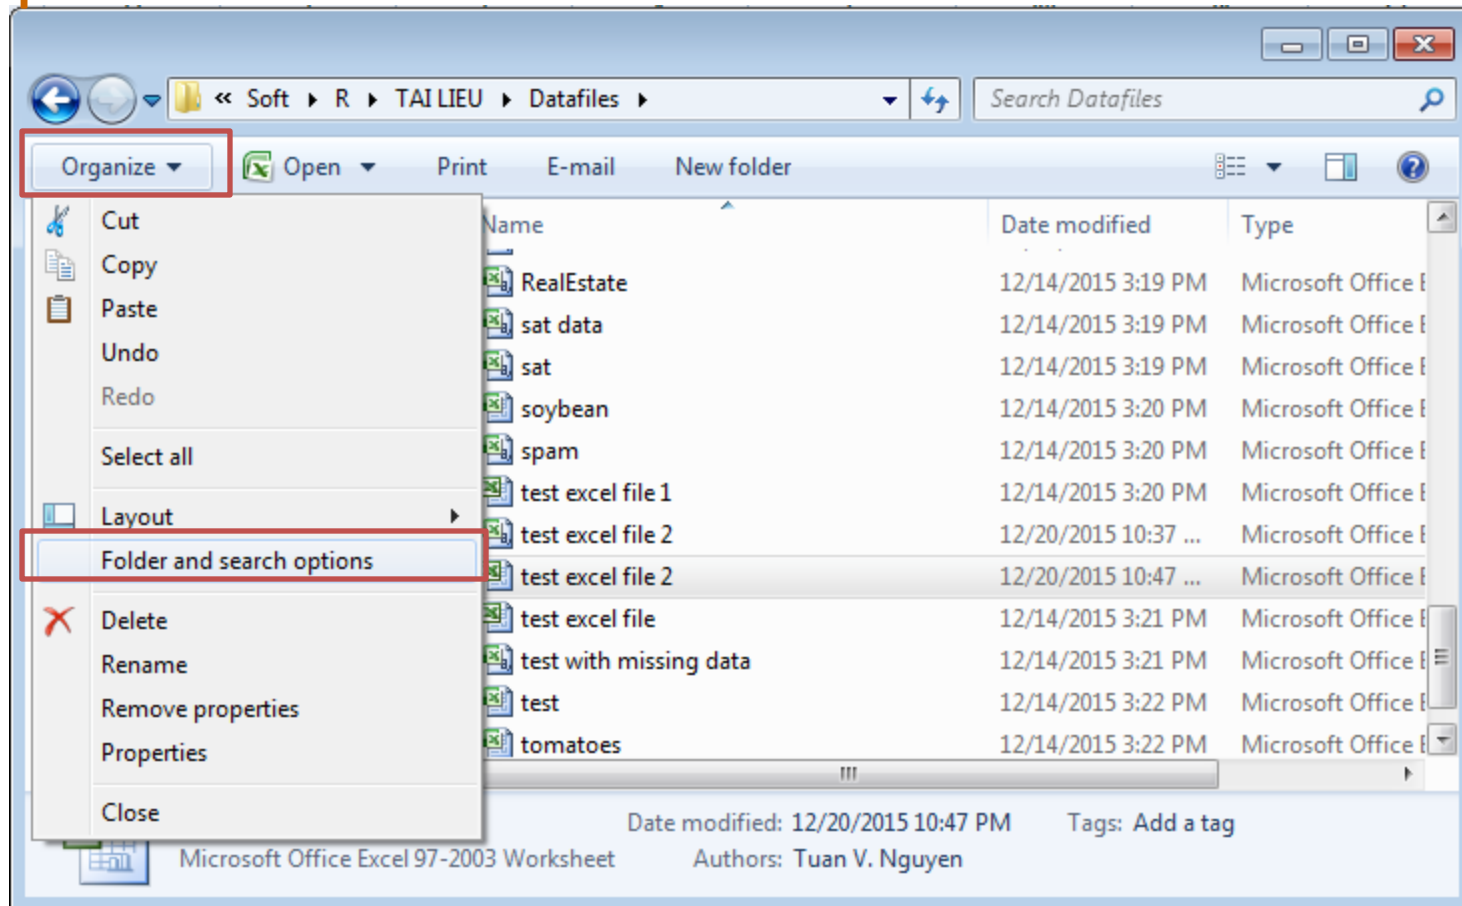 « Soft ▸ R ▸ TAI LIEU ▸ Datafiles ▸
Search Datafiles
Organize Open Print E-mail New folder
Cut
Copy
Paste
Undo
Redo
Select all
Layout
Folder and search options
Delete
Rename
Remove properties
Properties
Close
Name Date modified Type
RealEstate 12/14/2015 3:19 PM Microsoft Office
sat data 12/14/2015 3:19 PM Microsoft Office
sat 12/14/2015 3:19 PM Microsoft Office
soybean 12/14/2015 3:20 PM Microsoft Office
spam 12/14/2015 3:20 PM Microsoft Office
test excel file 1 12/14/2015 3:20 PM Microsoft Office
test excel file 2 12/20/2015 10:37 ... Microsoft Office
test excel file 2 12/20/2015 10:47 ... Microsoft Office
test excel file 12/14/2015 3:21 PM Microsoft Office
test with missing data 12/14/2015 3:21 PM Microsoft Office
test 12/14/2015 3:22 PM Microsoft Office
tomatoes 12/14/2015 3:22 PM Microsoft Office
Date modified: 12/20/2015 10:47 PM Tags: Add a tag
Microsoft Office Excel 97-2003 Worksheet Authors: Tuan V. Nguyen